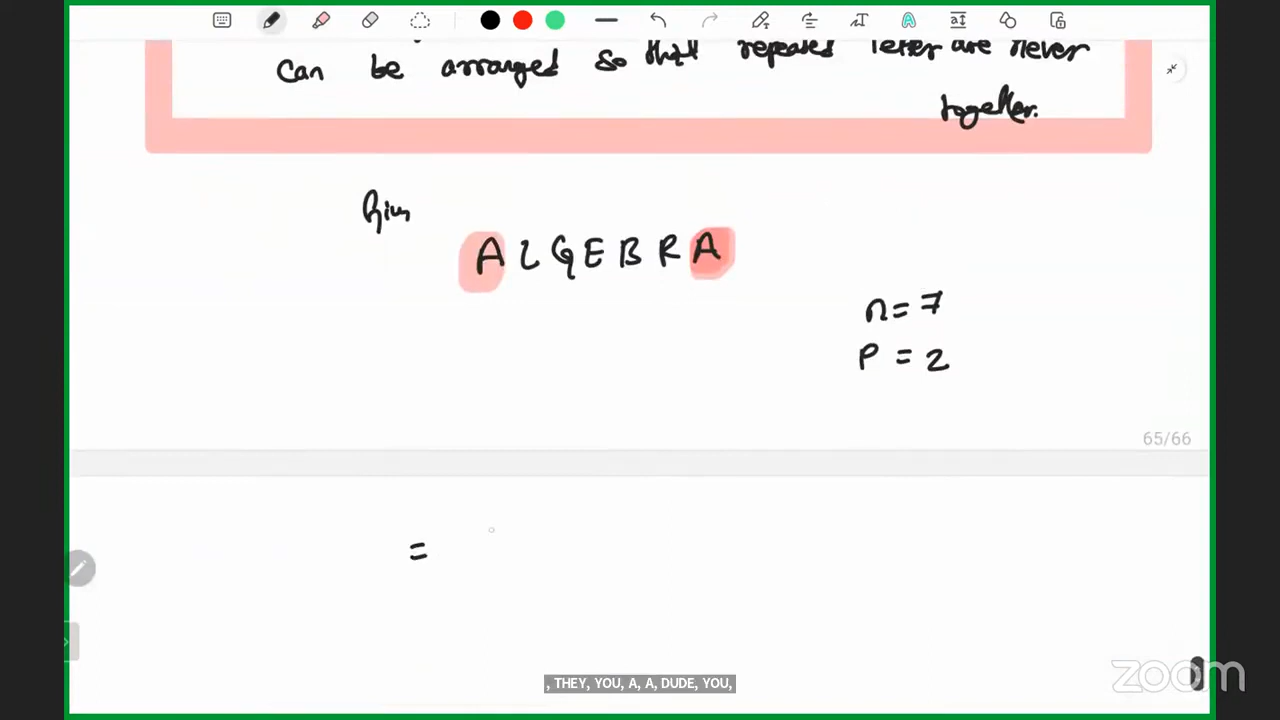 can be arranged so that repeated letter are never
together.
A L G E B R A
n = 7
P = 2
65/66
=
, THEY, YOU, A, A, DUDE, YOU,
zoom